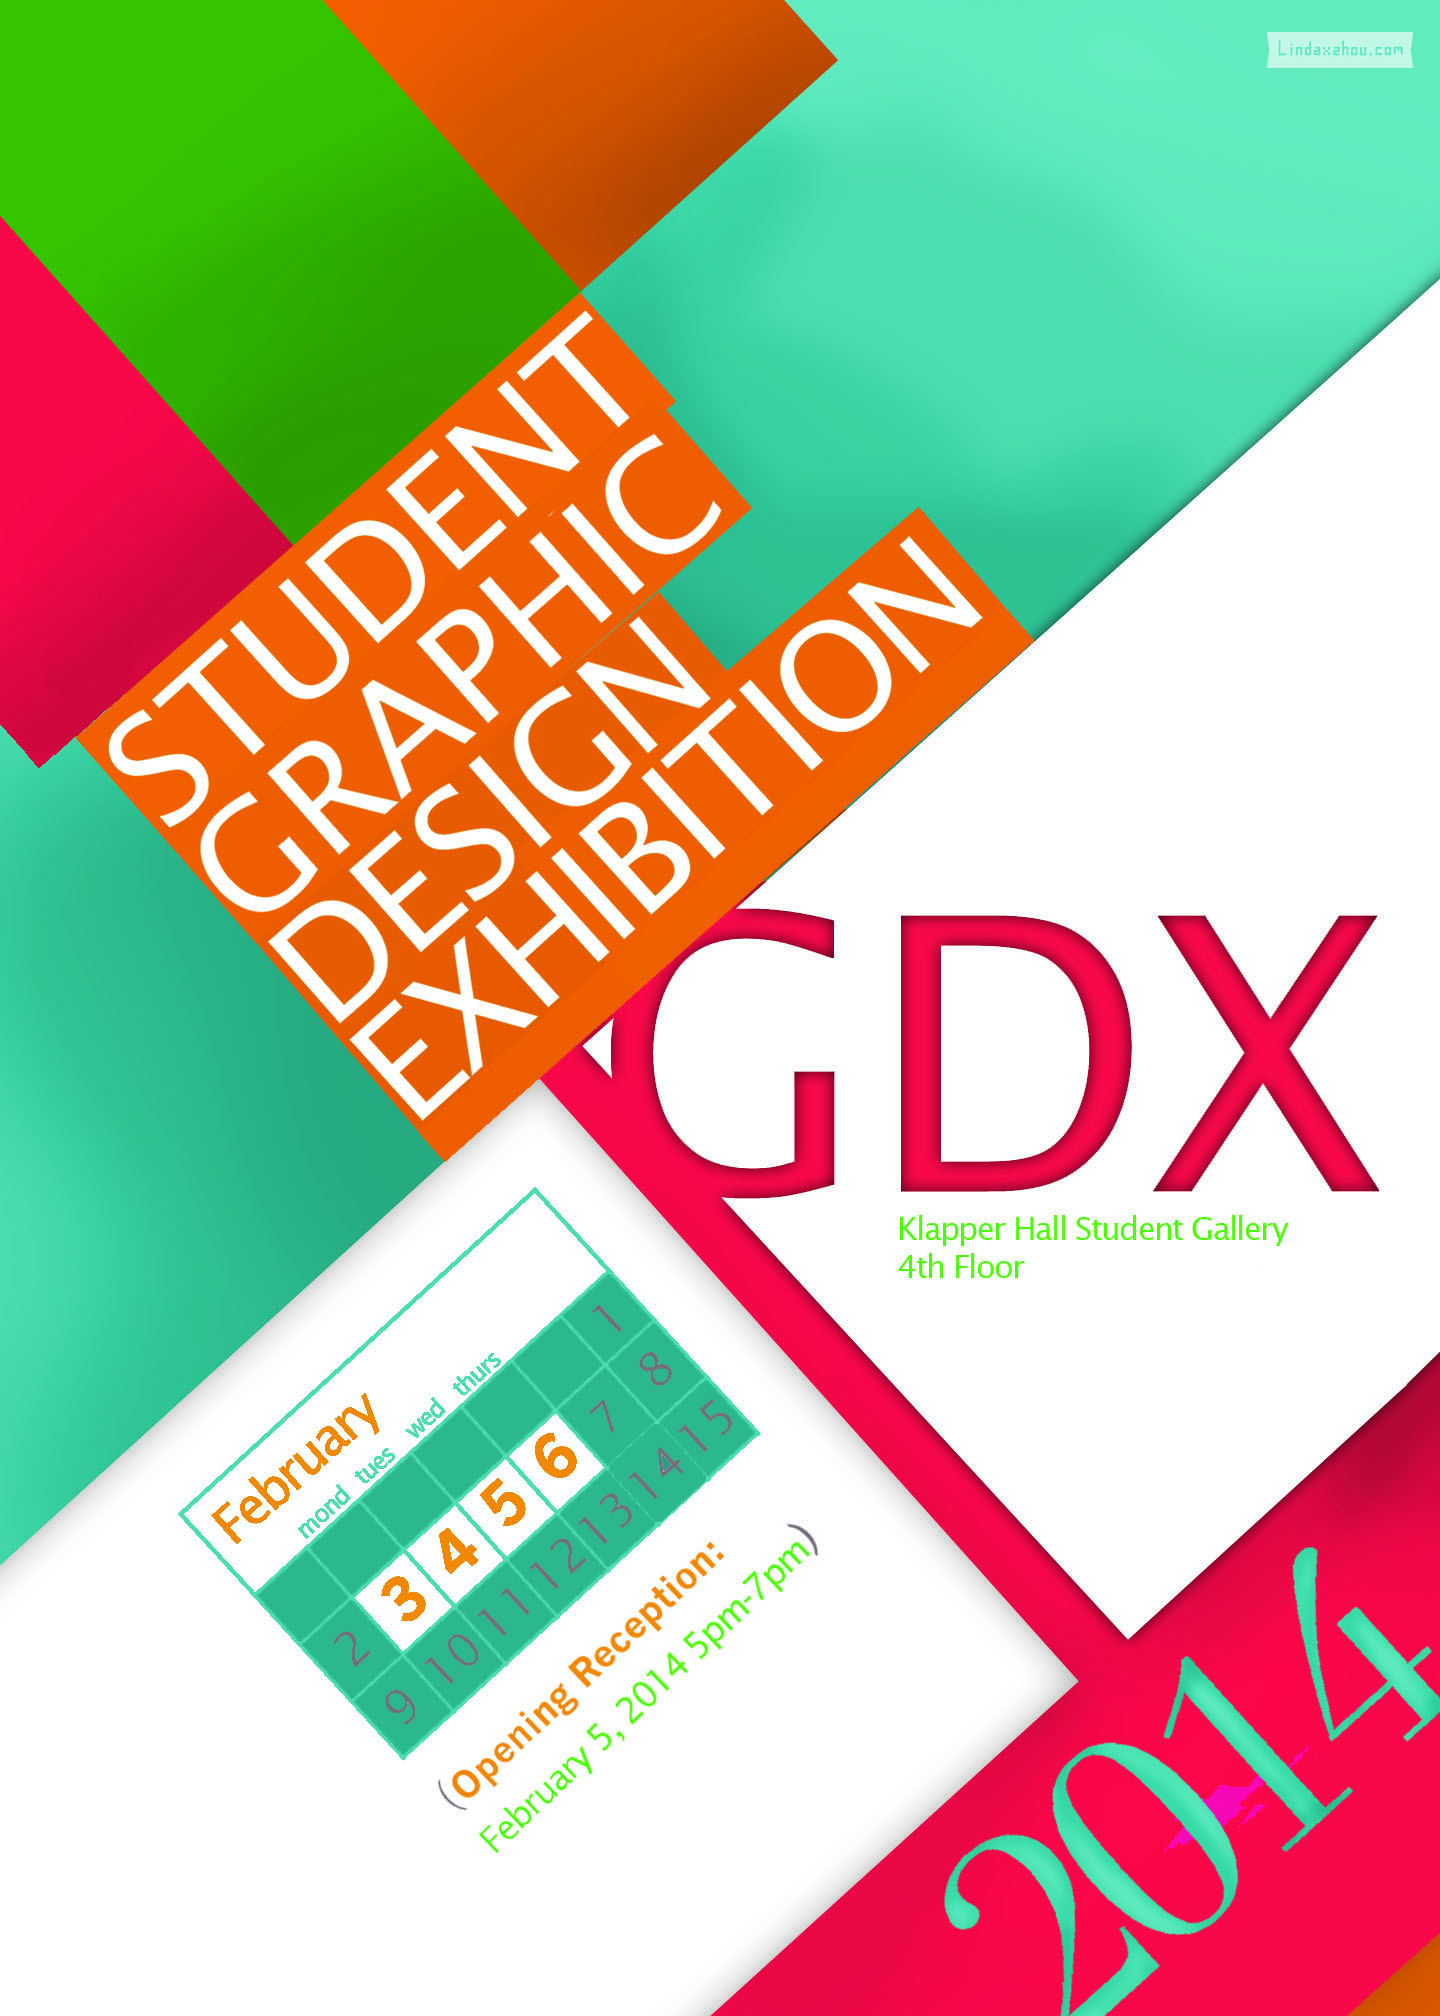 Lindaxzhou.com
STUDENT
GRAPHIC
DESIGN
EXHIBITION
GDX
Klapper Hall Student Gallery
4th Floor
February
mond tues wed thurs
1
2 3 4 5 6 7 8
9 10 11 12 13 14 15
(Opening Reception:
February 5, 2014 5pm-7pm)
2014